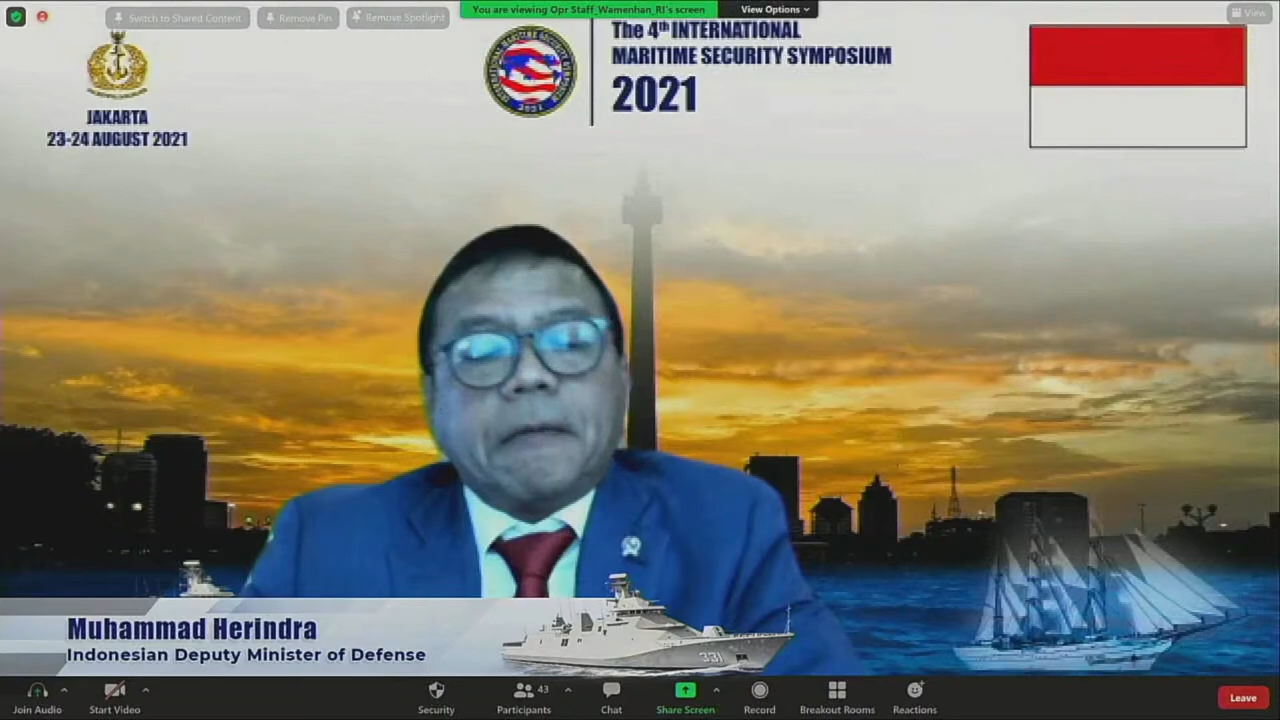 Switch to Shared Content
Remove Pin
Remove Spotlight
You are viewing Opr Staff_Wamenhan_RI's screen
View Options
View
JAKARTA
23-24 AUGUST 2021
The 4th INTERNATIONAL
MARITIME SECURITY SYMPOSIUM
2021
Muhammad Herindra
Indonesian Deputy Minister of Defense
331
Join Audio
Start Video
Security
Participants
43
Chat
Share Screen
Record
Breakout Rooms
Reactions
Leave